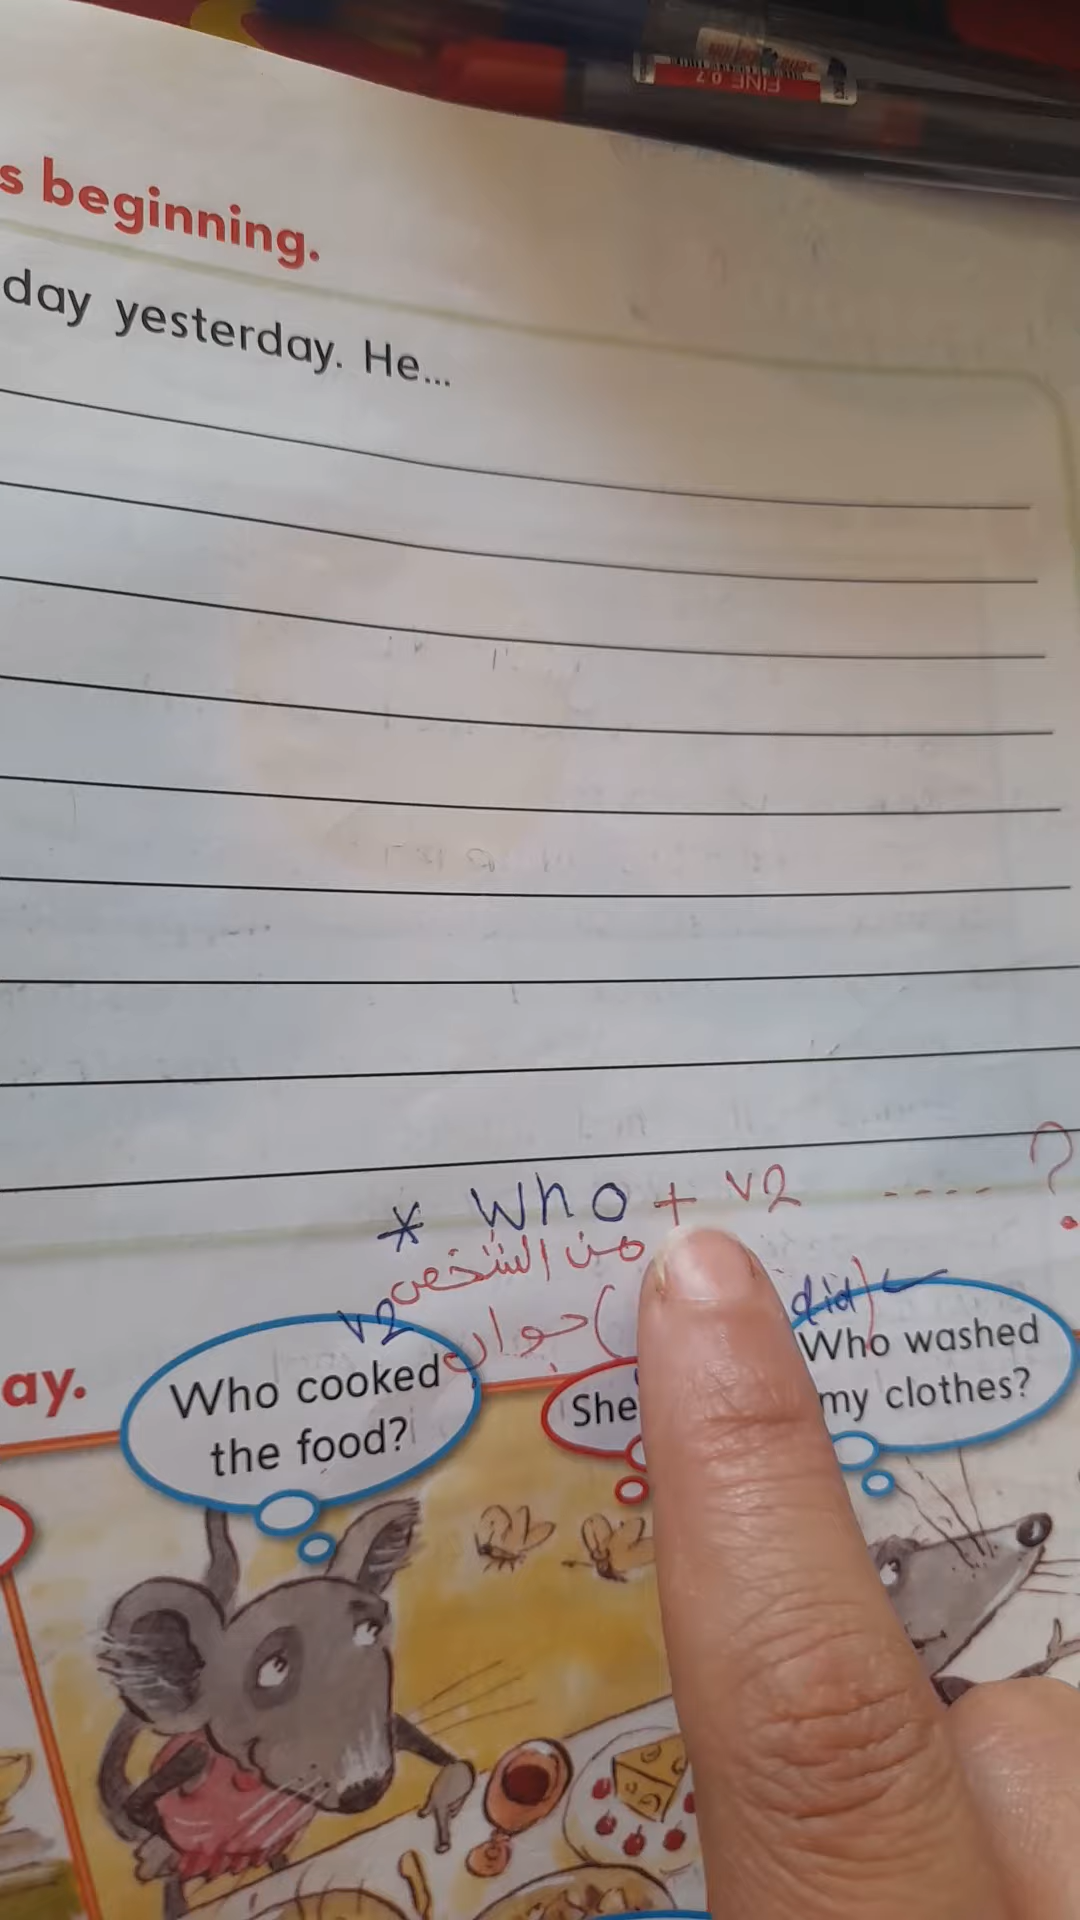 FINE 0.7
s beginning.
day yesterday. He...
* Who + V2 ---- ?
من الشخص
V2
جواب ( did)
ay.
Who cooked
the food?
She
Who washed
my clothes?